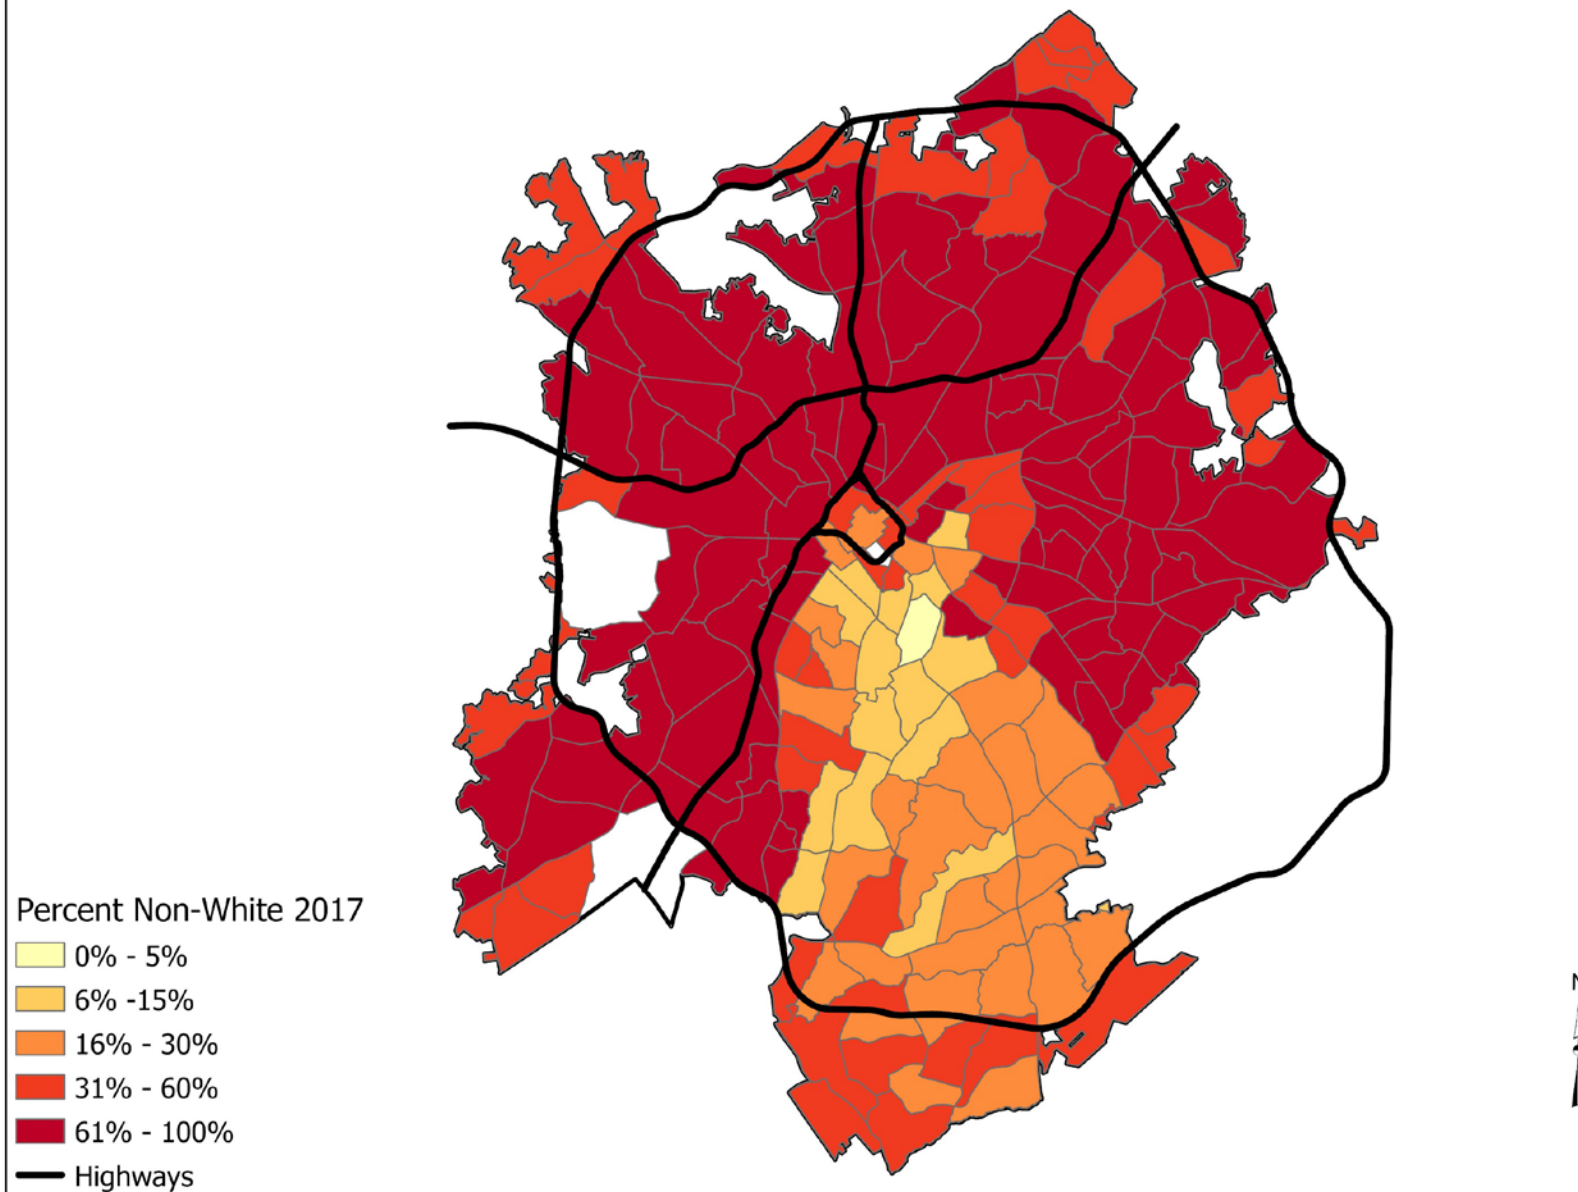 Percent Non-White 2017
0% - 5%
6% -15%
16% - 30%
31% - 60%
61% - 100%
Highways